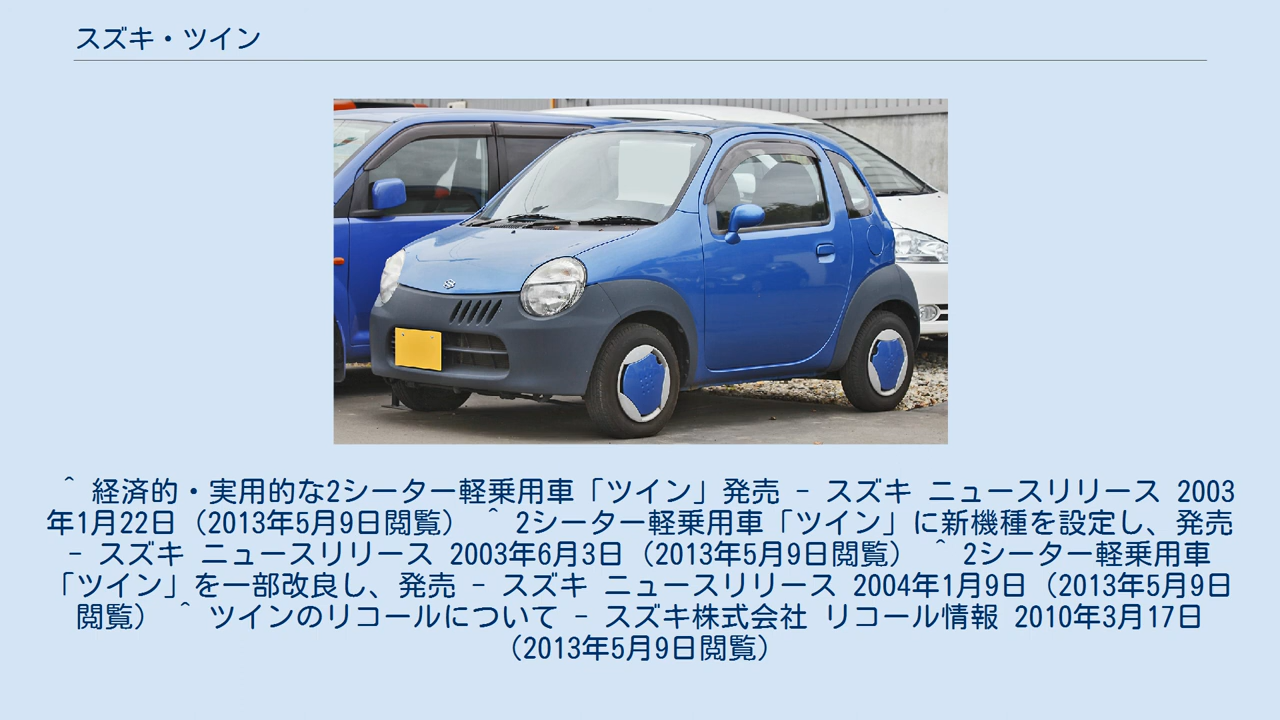 スズキ・ツイン
^ 経済的・実用的な2シーター軽乗用車「ツイン」発売 - スズキ ニュースリリース 2003
年1月22日（2013年5月9日閲覧） ^ 2シーター軽乗用車「ツイン」に新機種を設定し、発売
- スズキ ニュースリリース 2003年6月3日（2013年5月9日閲覧） ^ 2シーター軽乗用車
「ツイン」を一部改良し、発売 - スズキ ニュースリリース 2004年1月9日（2013年5月9日
閲覧） ^ ツインのリコールについて - スズキ株式会社 リコール情報 2010年3月17日
（2013年5月9日閲覧）